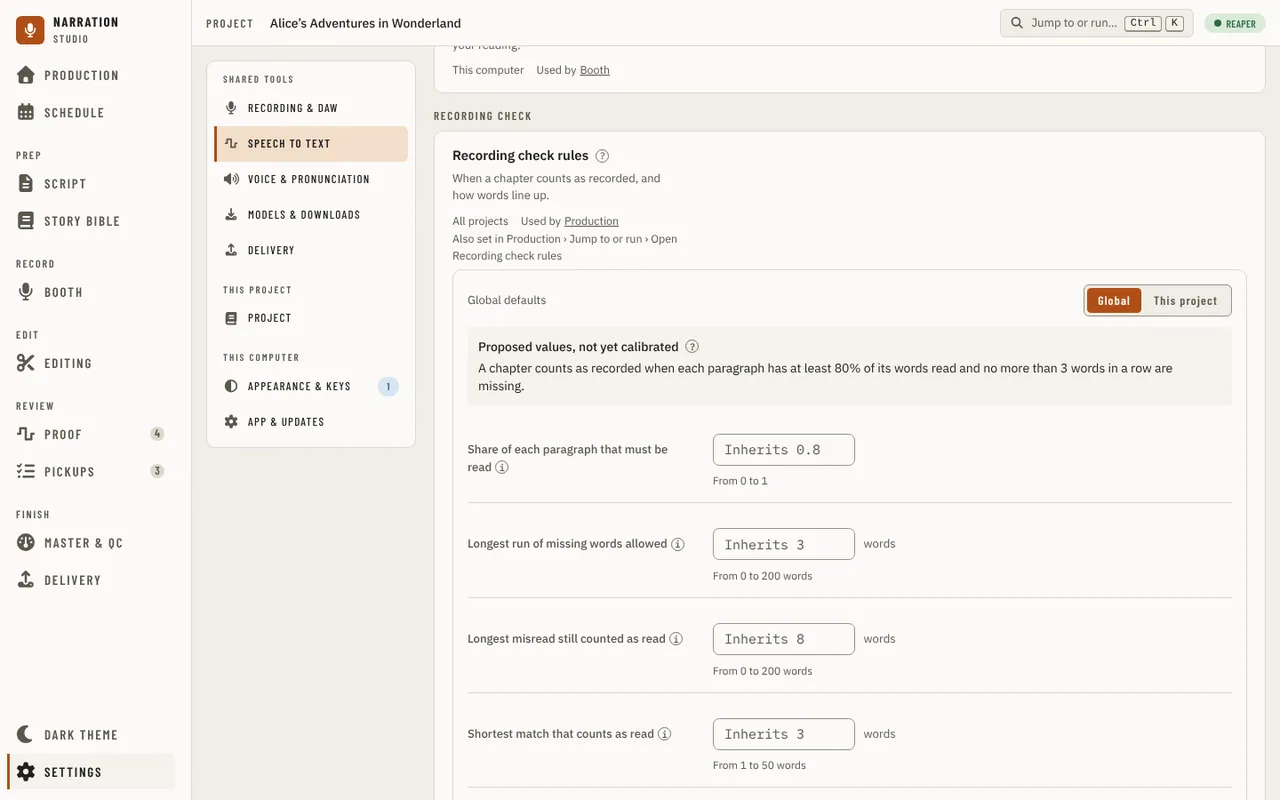 NARRATION
STUDIO
PRODUCTION
SCHEDULE
PREP
SCRIPT
STORY BIBLE
RECORD
BOOTH
EDIT
EDITING
REVIEW
PROOF 4
PICKUPS 3
FINISH
MASTER & QC
DELIVERY
DARK THEME
SETTINGS
PROJECT Alice's Adventures in Wonderland
Jump to or run... Ctrl K
REAPER
SHARED TOOLS
RECORDING & DAW
SPEECH TO TEXT
VOICE & PRONUNCIATION
MODELS & DOWNLOADS
DELIVERY
THIS PROJECT
PROJECT
THIS COMPUTER
APPEARANCE & KEYS 1
APP & UPDATES
your reading.
This computer Used by Booth
RECORDING CHECK
Recording check rules ?
When a chapter counts as recorded, and
how words line up.
All projects Used by Production
Also set in Production › Jump to or run › Open
Recording check rules
Global defaults
Global This project
Proposed values, not yet calibrated ?
A chapter counts as recorded when each paragraph has at least 80% of its words read and no more than 3 words in a row are
missing.
Share of each paragraph that must be
read i
Inherits 0.8
From 0 to 1
Longest run of missing words allowed i
Inherits 3 words
From 0 to 200 words
Longest misread still counted as read i
Inherits 8 words
From 0 to 200 words
Shortest match that counts as read i
Inherits 3 words
From 1 to 50 words